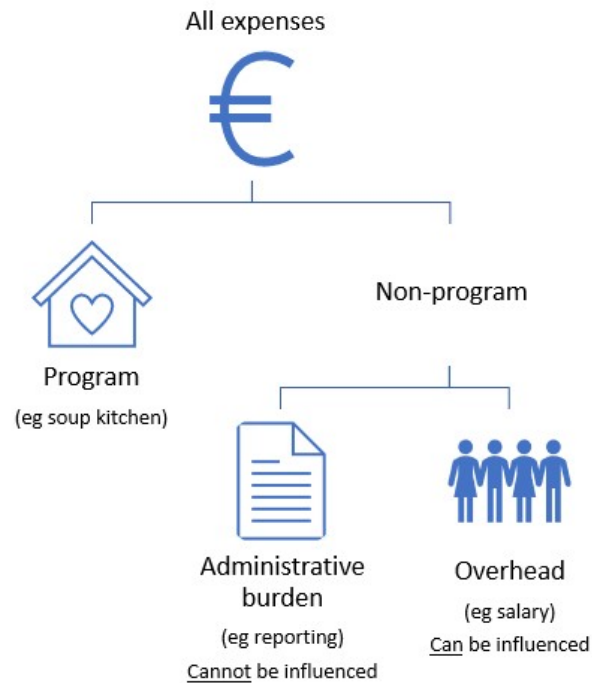 All expenses
€
Program
(eg soup kitchen)
Non-program
Administrative
burden
(eg reporting)
Cannot be influenced
Overhead
(eg salary)
Can be influenced